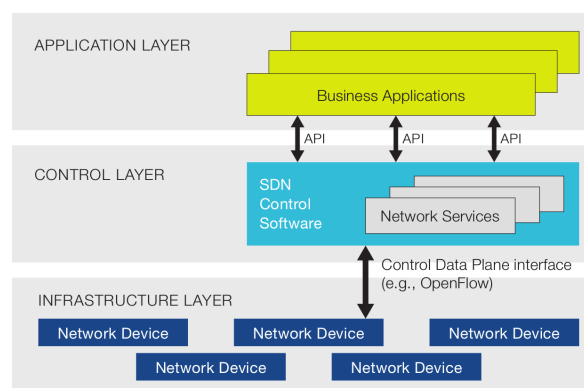 APPLICATION LAYER
Business Applications
API
API
API
CONTROL LAYER
SDN
Control
Software
Network Services
Control Data Plane interface
(e.g., OpenFlow)
INFRASTRUCTURE LAYER
Network Device
Network Device
Network Device
Network Device
Network Device